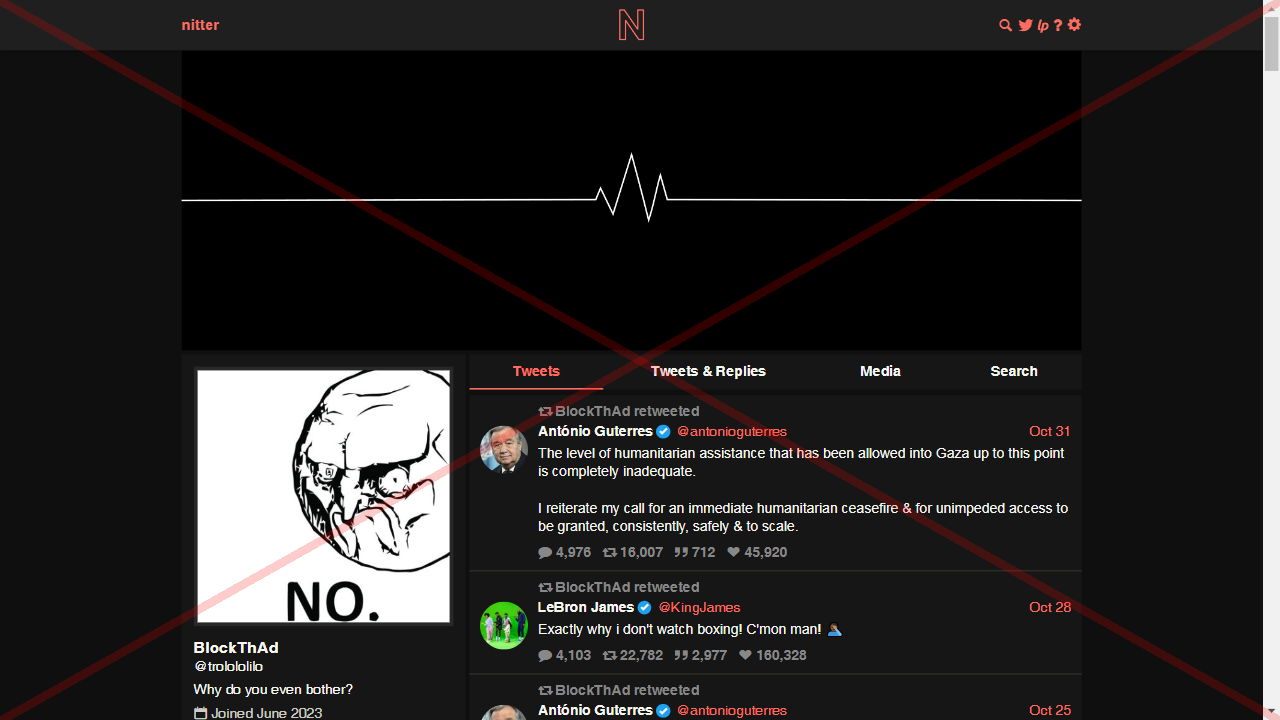 nitter
N
lp ?
Tweets Tweets & Replies Media Search
BlockThAd retweeted
António Guterres @antonioguterres Oct 31
The level of humanitarian assistance that has been allowed into Gaza up to this point
is completely inadequate.
I reiterate my call for an immediate humanitarian ceasefire & for unimpeded access to
be granted, consistently, safely & to scale.
4,976 16,007 712 45,920
BlockThAd retweeted
LeBron James @KingJames Oct 28
Exactly why i don't watch boxing! C'mon man! 🤦🏾‍♂️
4,103 22,782 2,977 160,328
BlockThAd retweeted
António Guterres @antonioguterres Oct 25
NO.
BlockThAd
@trolololilo
Why do you even bother?
Joined June 2023